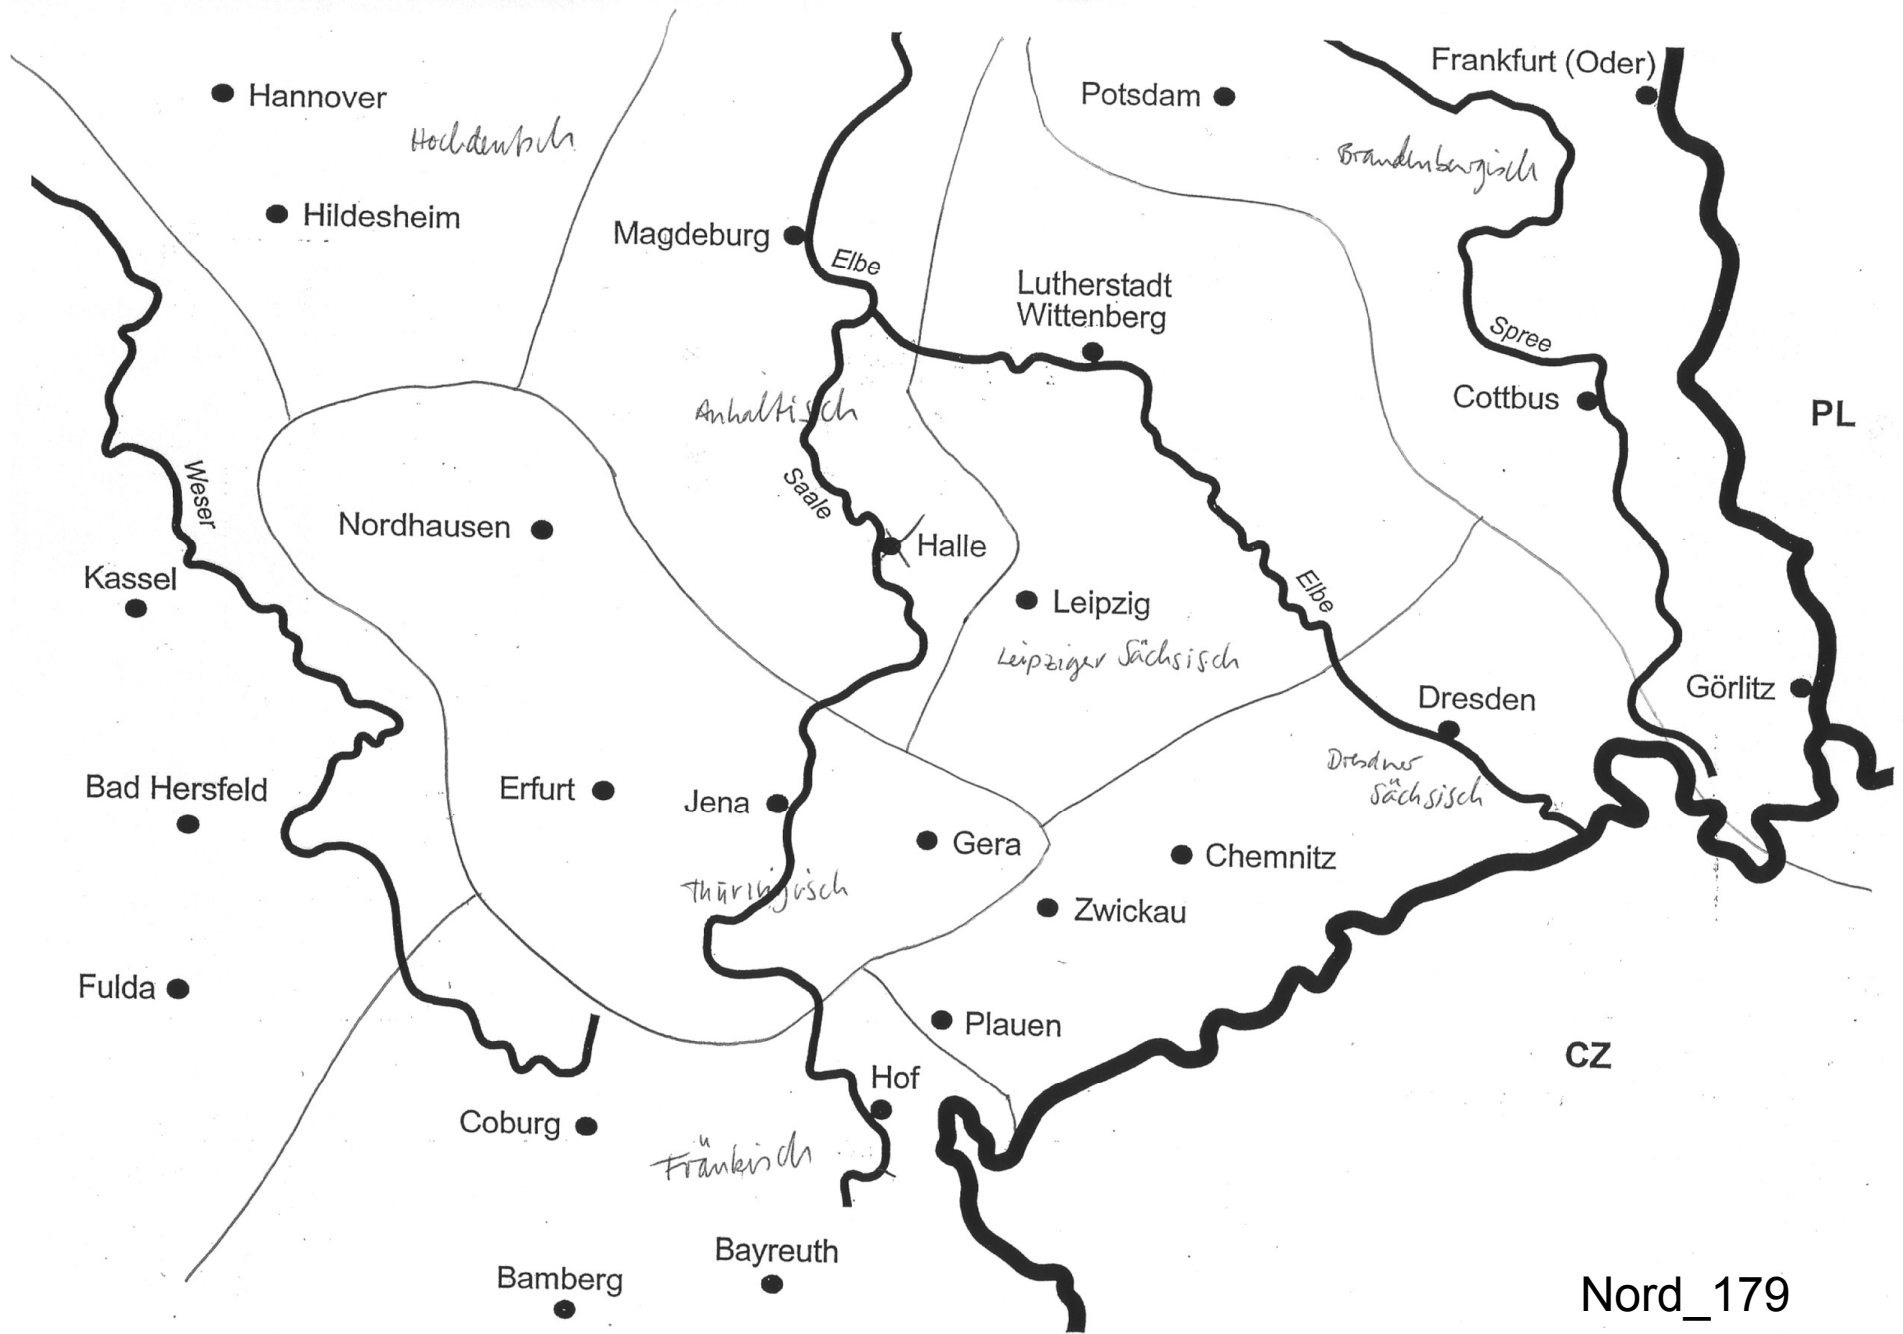 Frankfurt (Oder)
Hannover
Potsdam
Hochdeutsch
Brandenburgisch
Hildesheim
Magdeburg
Elbe
Lutherstadt
Wittenberg
Spree
Cottbus
PL
Anhaltisch
Weser
Saale
Nordhausen
Halle
Kassel
Elbe
Leipzig
Leipziger Sächsisch
Görlitz
Dresden
Dresdner
Sächsisch
Bad Hersfeld
Erfurt
Jena
Gera
Chemnitz
Thüringisch
Zwickau
Fulda
Plauen
CZ
Hof
Coburg
Fränkisch
Bayreuth
Bamberg
Nord_179